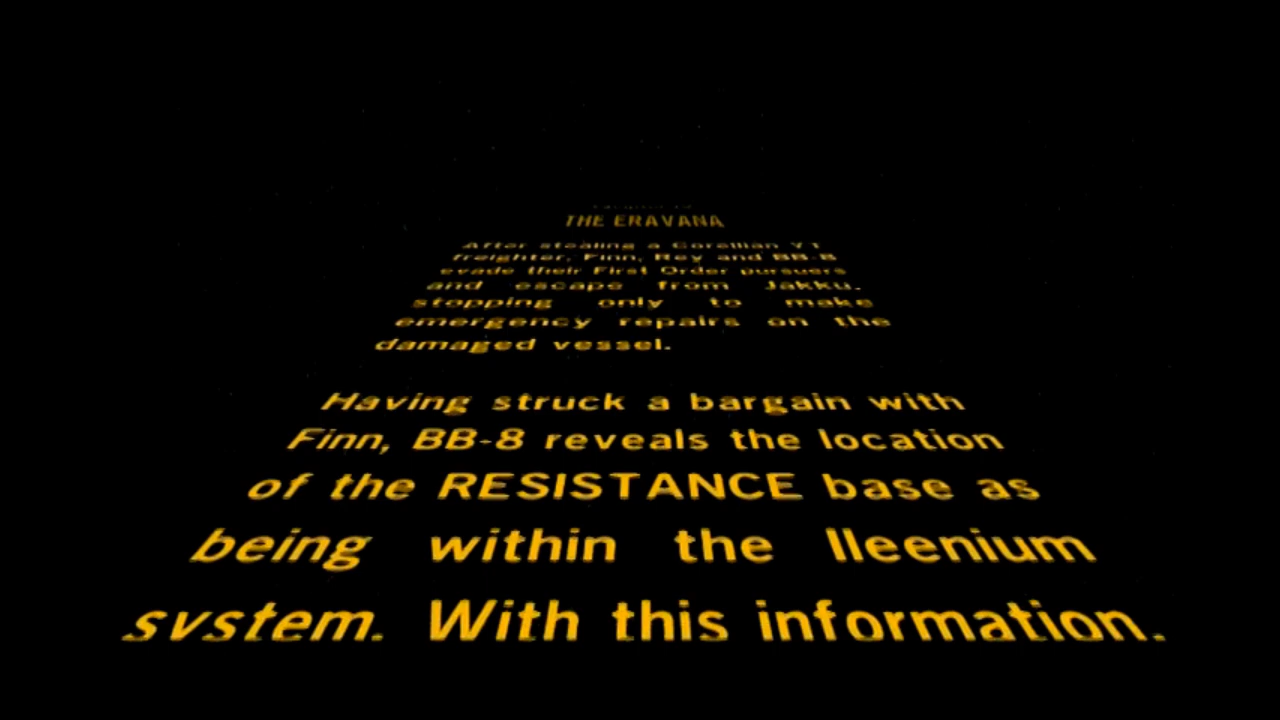 THE ERAVANA
After stealing a Corellian YT
freighter, Finn, Rey and BB-8
evade their First Order pursuers
and escape from Jakku,
stopping only to make
emergency repairs on the
damaged vessel.
Having struck a bargain with
Finn, BB-8 reveals the location
of the RESISTANCE base as
being within the Ileenium
system. With this information,